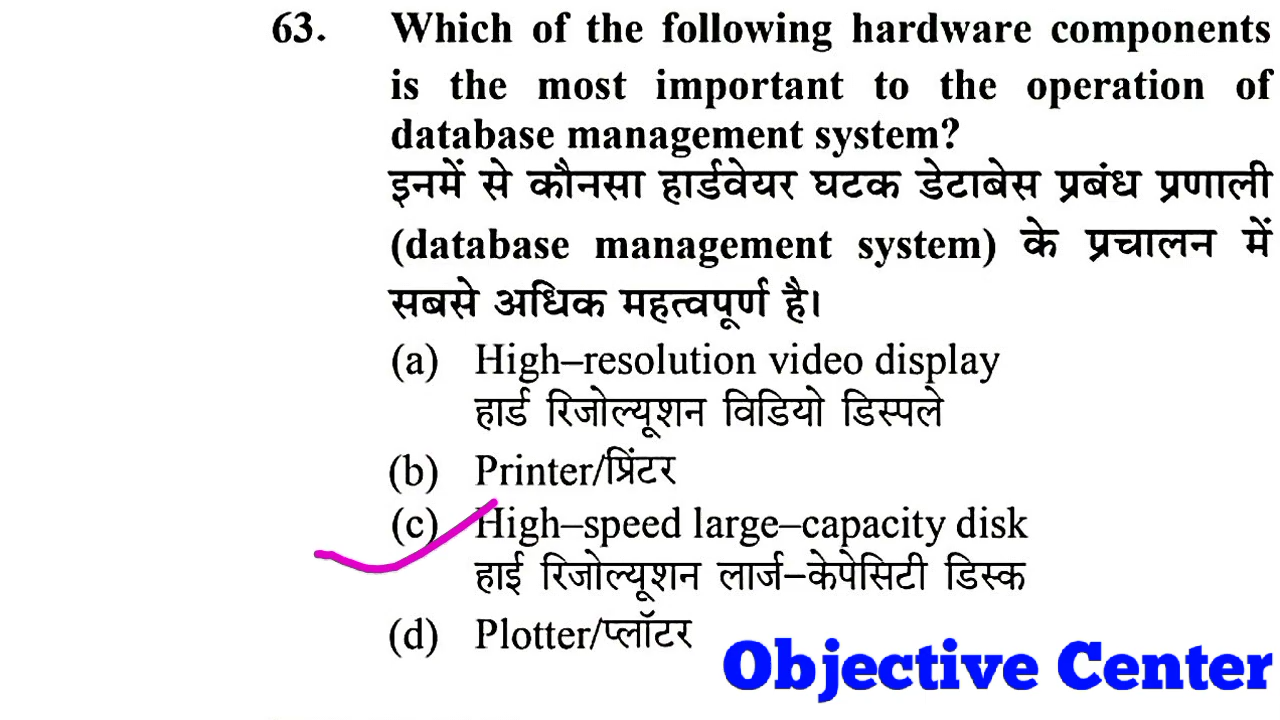 63. Which of the following hardware components
is the most important to the operation of
database management system?
इनमें से कौनसा हार्डवेयर घटक डेटाबेस प्रबंध प्रणाली
(database management system) के प्रचालन में
सबसे अधिक महत्वपूर्ण है।
(a) High–resolution video display
हार्ड रिजोल्यूशन विडियो डिस्पले
(b) Printer/प्रिंटर
(c) High–speed large–capacity disk
हाई रिजोल्यूशन लार्ज–केपेसिटी डिस्क
(d) Plotter/प्लॉटर
Objective Center